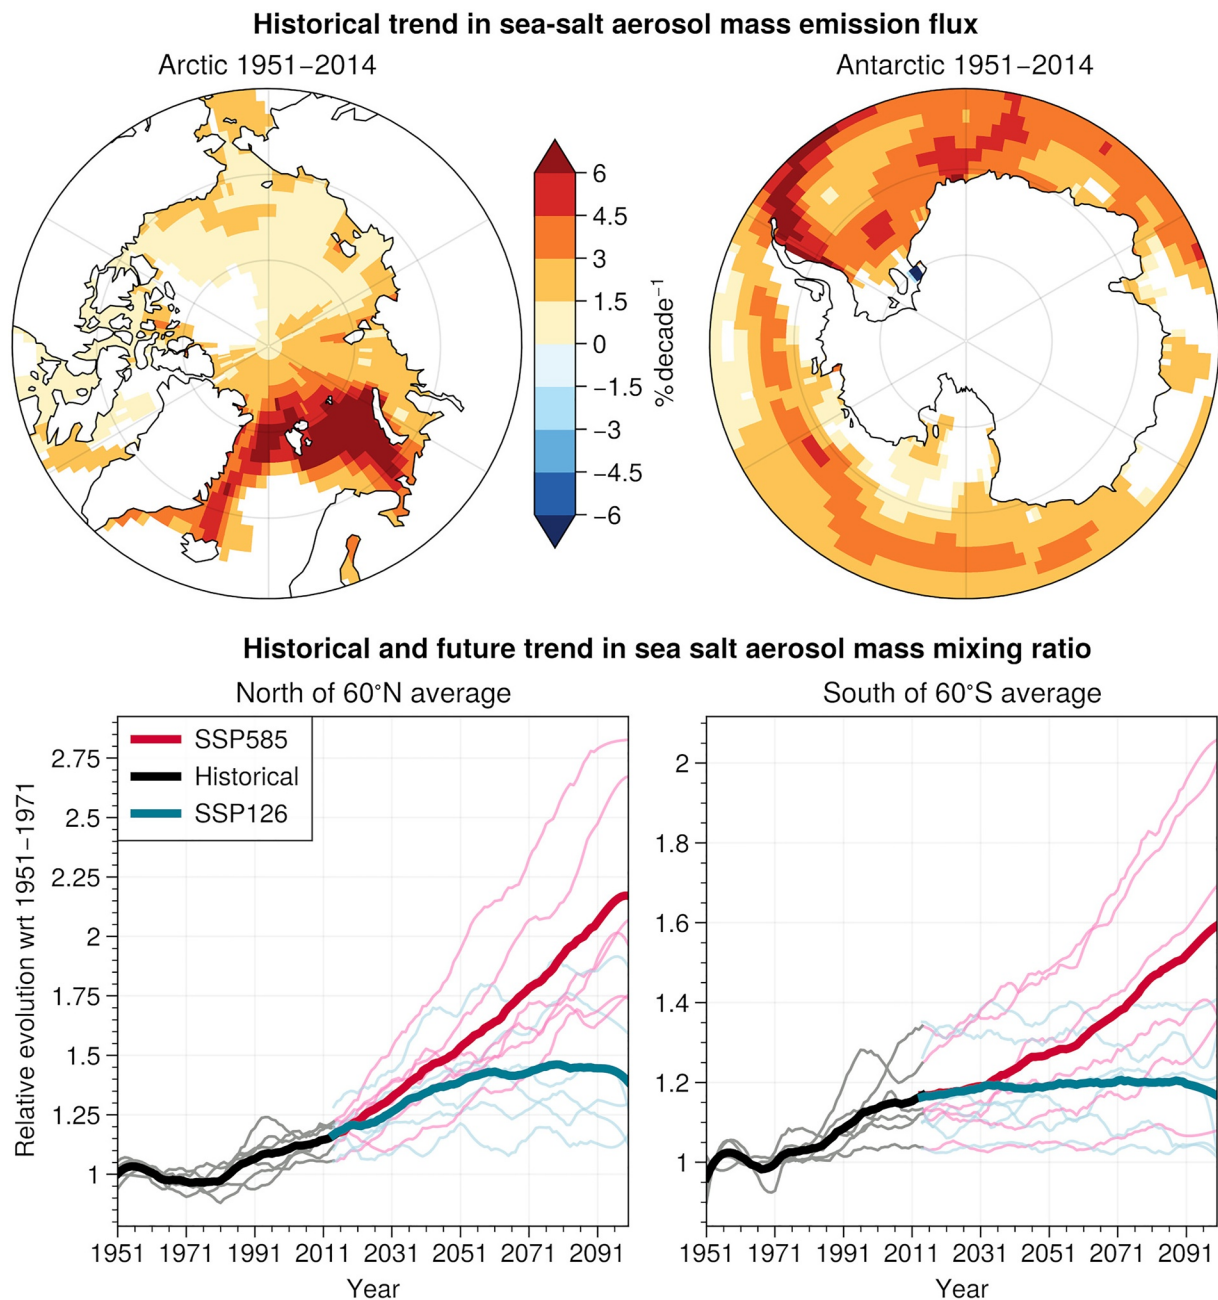 Historical trend in sea-salt aerosol mass emission flux
Arctic 1951–2014
Antarctic 1951–2014
6
4.5
3
1.5
0
−1.5
−3
−4.5
−6
% decade⁻¹
Historical and future trend in sea salt aerosol mass mixing ratio
North of 60°N average
South of 60°S average
SSP585
Historical
SSP126
Relative evolution wrt 1951–1971
2.75
2.5
2.25
2
1.75
1.5
1.25
1
1951 1971 1991 2011 2031 2051 2071 2091
Year
2
1.8
1.6
1.4
1.2
1
1951 1971 1991 2011 2031 2051 2071 2091
Year